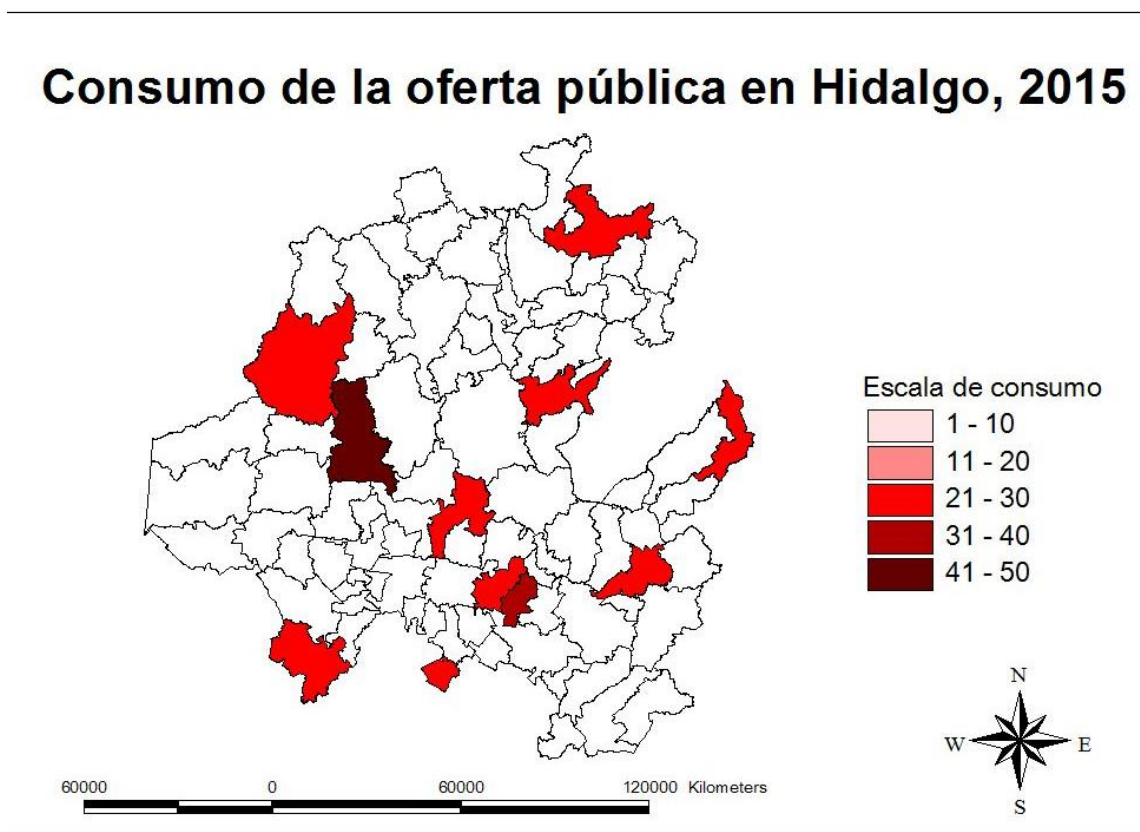 Consumo de la oferta pública en Hidalgo, 2015
Escala de consumo
1 - 10
11 - 20
21 - 30
31 - 40
41 - 50
N
W E
S
60000 0 60000 120000 Kilometers